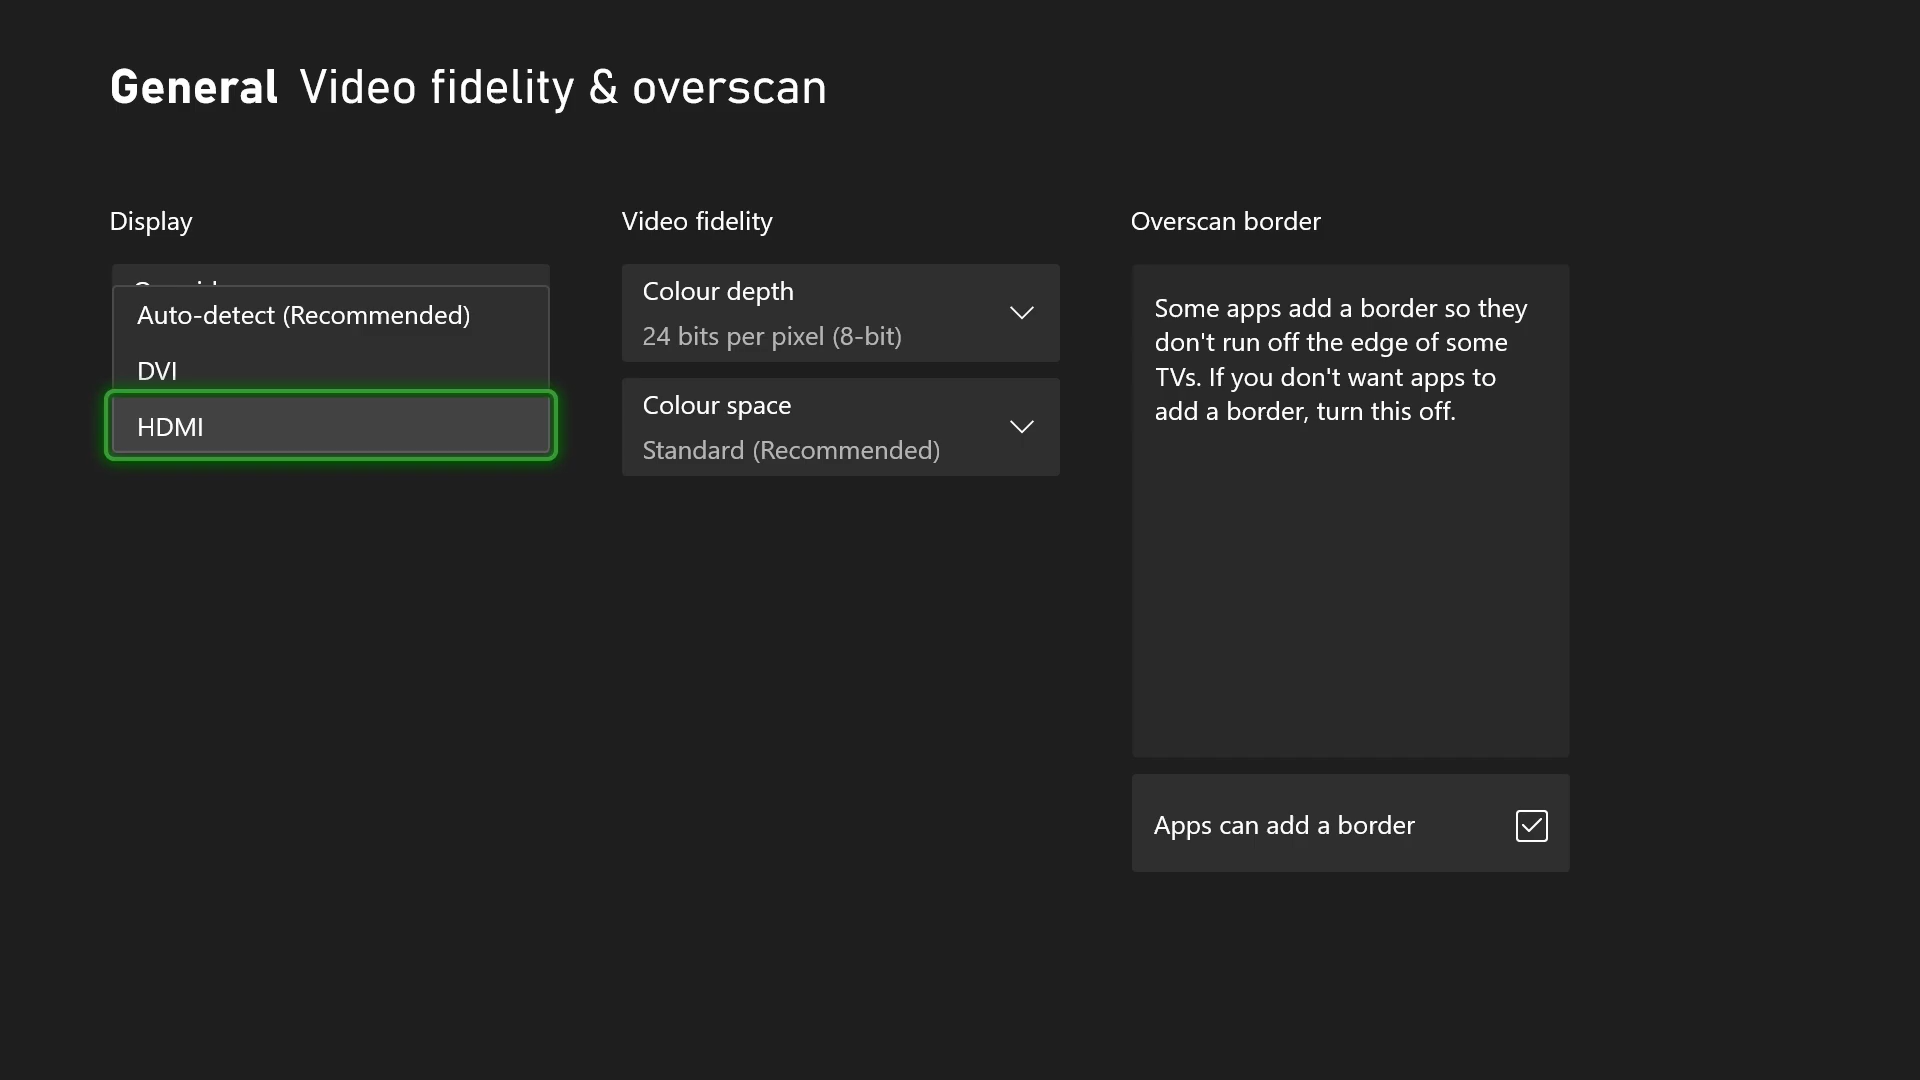 General Video fidelity & overscan
Display
Auto-detect (Recommended)
DVI
HDMI
Video fidelity
Colour depth
24 bits per pixel (8-bit)
Colour space
Standard (Recommended)
Overscan border
Some apps add a border so they
don't run off the edge of some
TVs. If you don't want apps to
add a border, turn this off.
Apps can add a border